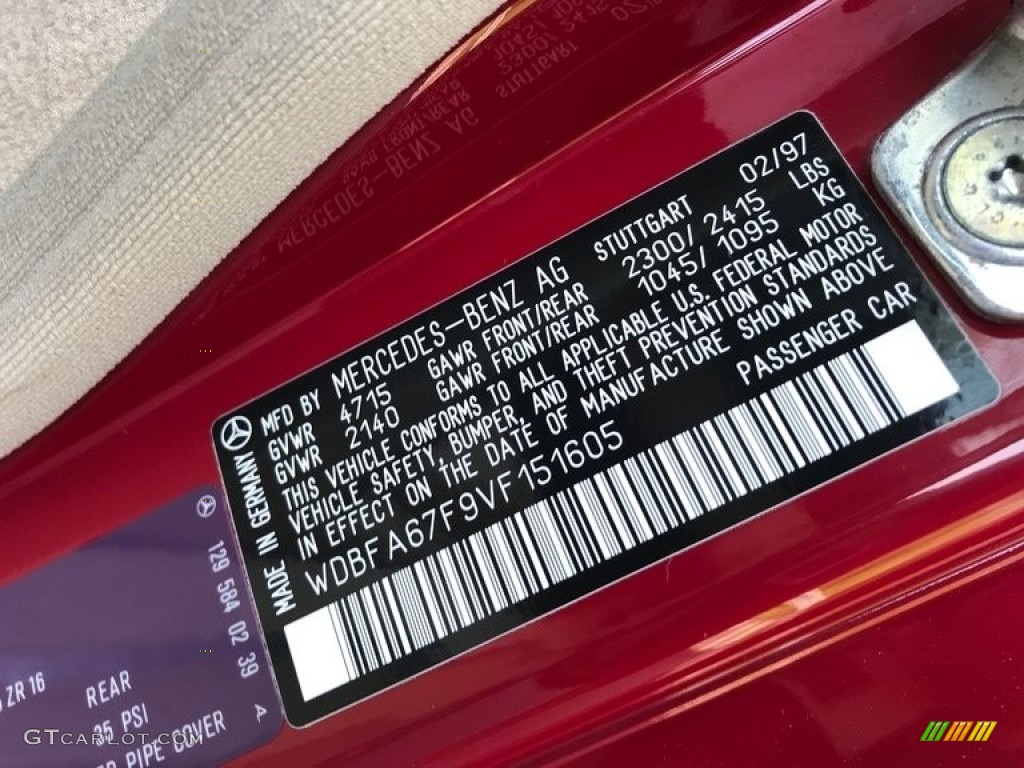 MFD BY MERCEDES-BENZ AG STUTTGART 02/97
GVWR 4715 GAWR FRONT/REAR 2300/ 2415 LBS
GVWR 2140 GAWR FRONT/REAR 1045/ 1095 KG
THIS VEHICLE CONFORMS TO ALL APPLICABLE U.S. FEDERAL MOTOR
VEHICLE SAFETY, BUMPER, AND THEFT PREVENTION STANDARDS
IN EFFECT ON THE DATE OF MANUFACTURE SHOWN ABOVE
WDBFA67F9VF151605 PASSENGER CAR
MADE IN GERMANY
129 584 02 39 A
ZR 16 REAR
35 PSI
PIPE COVER
GTCARLOT.COM